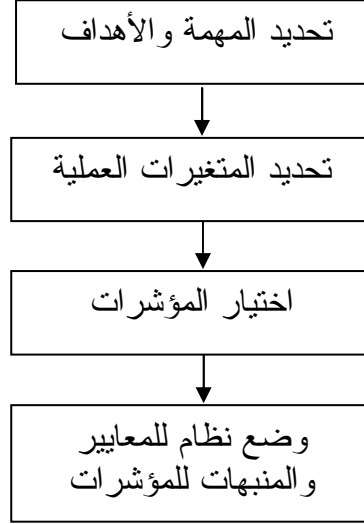 تحديد المهمة والأهداف
تحديد المتغيرات العملية
اختيار المؤشرات
وضع نظام للمعايير
والمنبهات للمؤشرات